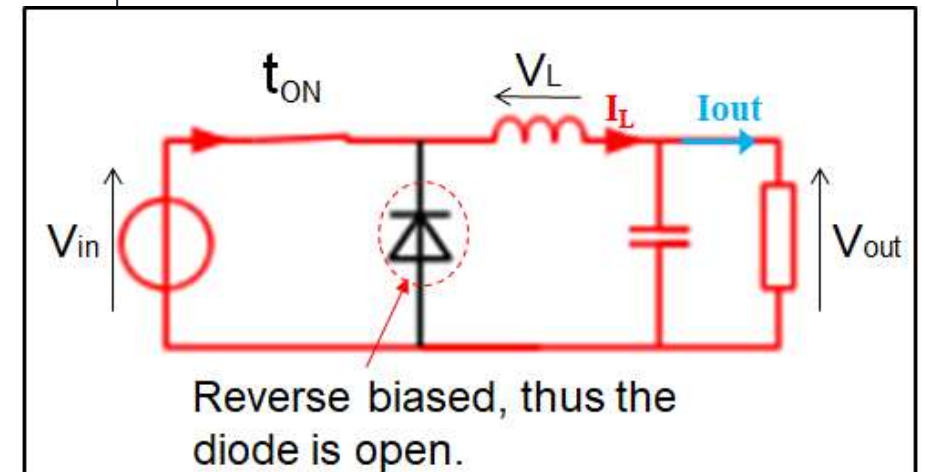 tON
VL
IL
Iout
Vin
Vout
Reverse biased, thus the
diode is open.